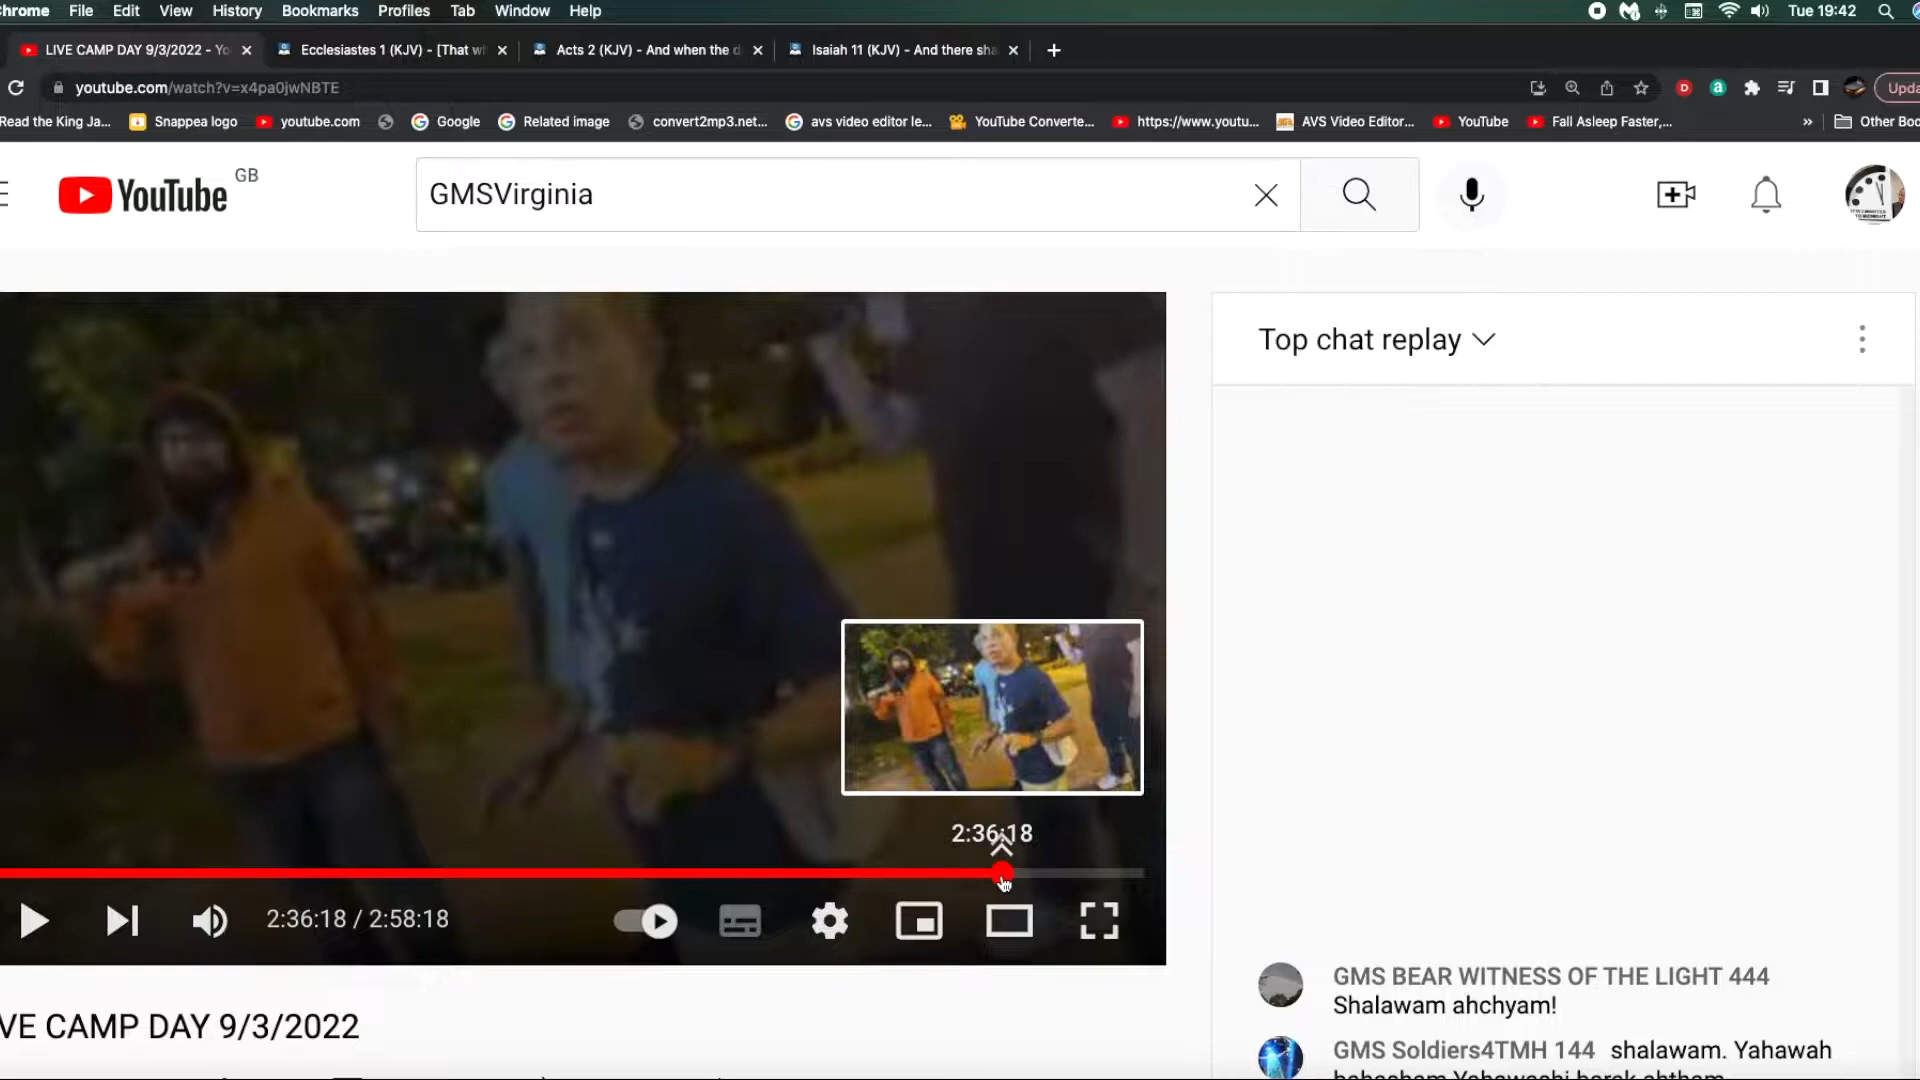 hrome File Edit View History Bookmarks Profiles Tab Window Help Tue 19:42
LIVE CAMP DAY 9/3/2022 - Yo Ecclesiastes 1 (KJV) - [That w Acts 2 (KJV) - And when the d Isaiah 11 (KJV) - And there sha
youtube.com/watch?v=x4pa0jwNBTE D a Upda
Read the King Ja... Snappea logo youtube.com Google Related image convert2mp3.net... avs video editor le... YouTube Converte... https://www.youtu... AVS Video Editor... YouTube Fall Asleep Faster,... » Other Boo
YouTube GB GMSVirginia
Top chat replay
2:36:18
2:36:18 / 2:58:18
GMS BEAR WITNESS OF THE LIGHT 444
Shalawam ahchyam!
VE CAMP DAY 9/3/2022
GMS Soldiers4TMH 144 shalawam. Yahawah